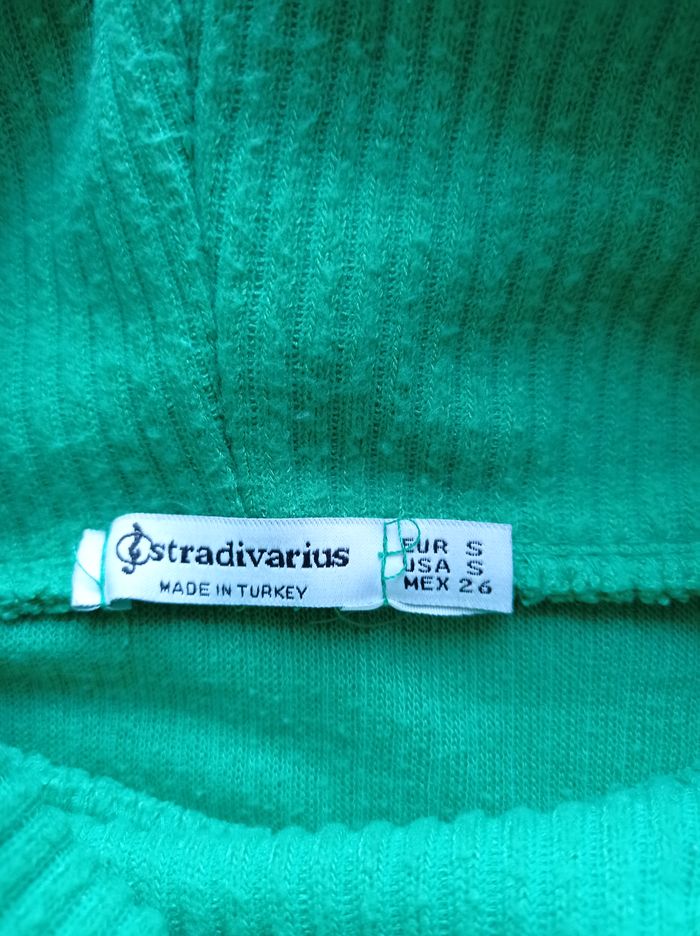 stradivarius
MADE IN TURKEY
EUR S
USA S
MEX 26